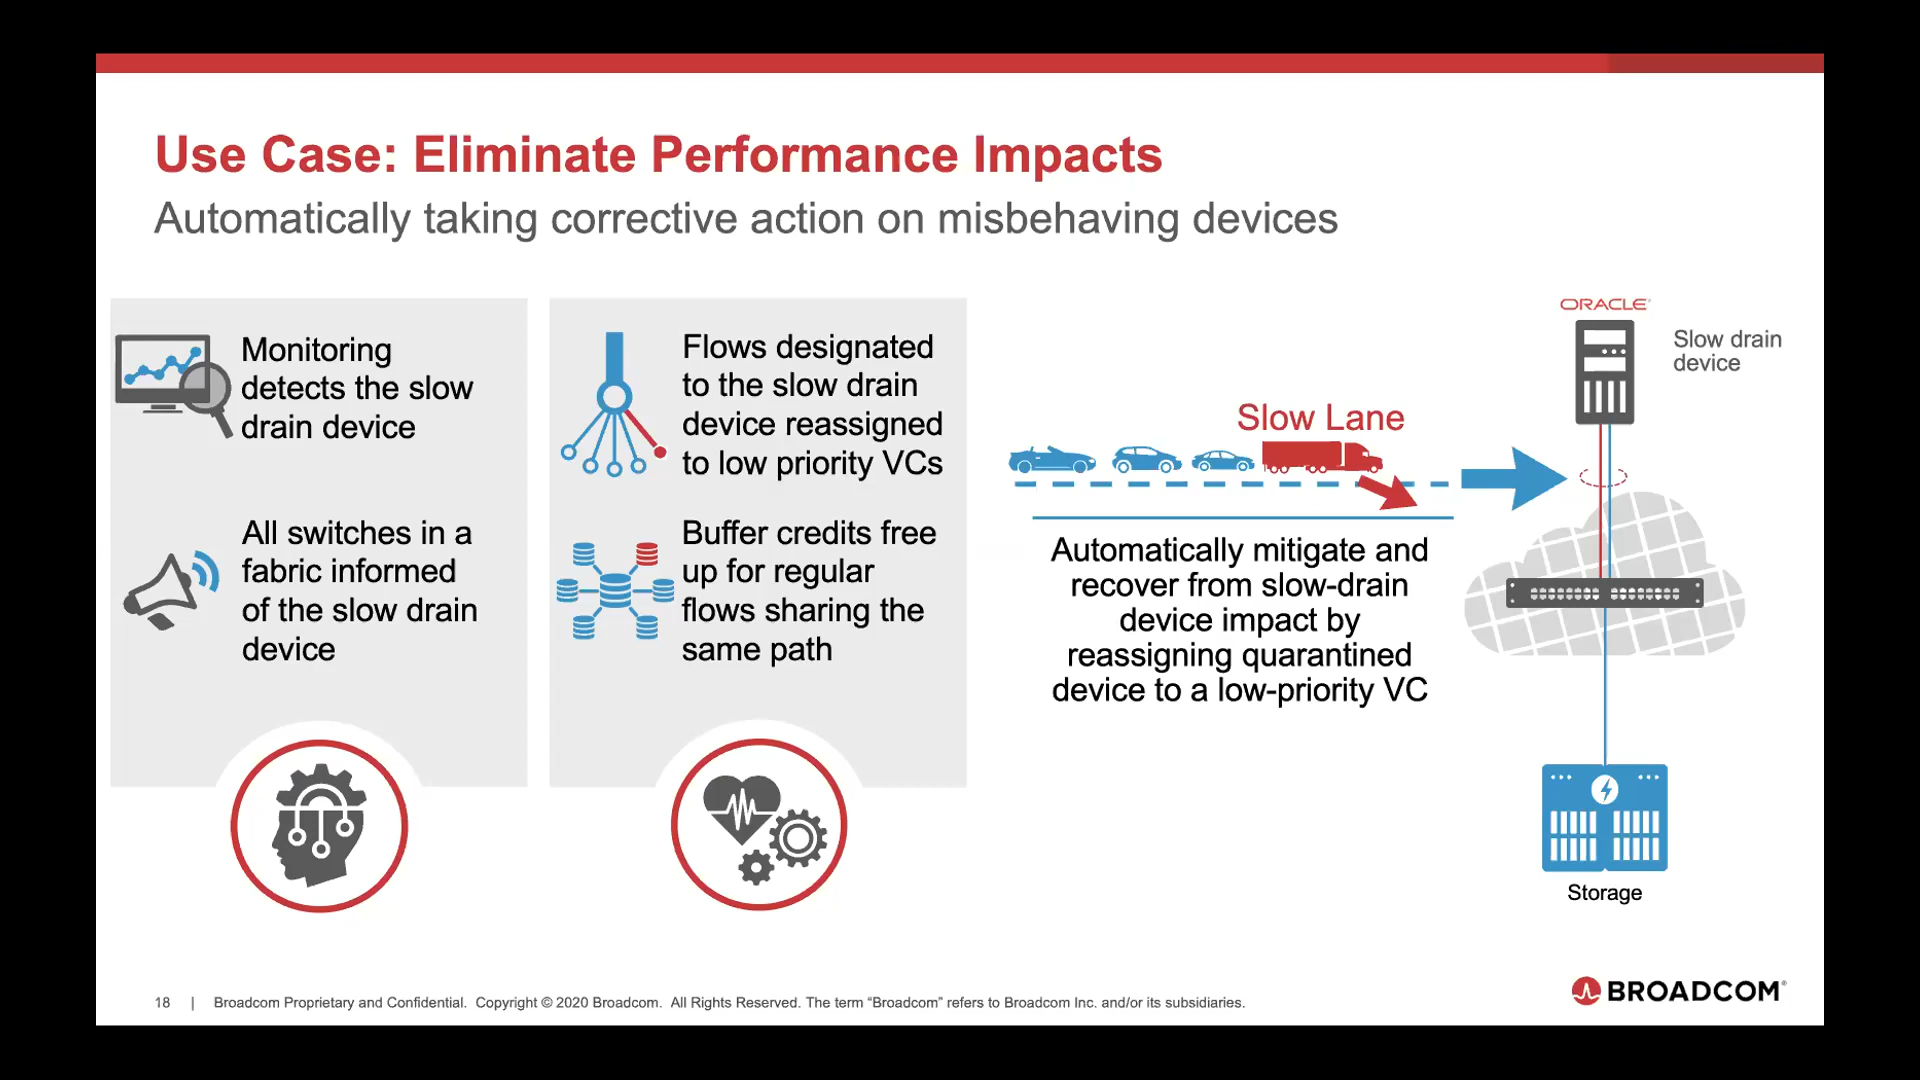 Use Case: Eliminate Performance Impacts
Automatically taking corrective action on misbehaving devices
Monitoring
detects the slow
drain device
All switches in a
fabric informed
of the slow drain
device
Flows designated
to the slow drain
device reassigned
to low priority VCs
Buffer credits free
up for regular
flows sharing the
same path
Slow Lane
Automatically mitigate and
recover from slow-drain
device impact by
reassigning quarantined
device to a low-priority VC
ORACLE
Slow drain
device
Storage
18 | Broadcom Proprietary and Confidential. Copyright © 2020 Broadcom. All Rights Reserved. The term “Broadcom” refers to Broadcom Inc. and/or its subsidiaries.
BROADCOM®